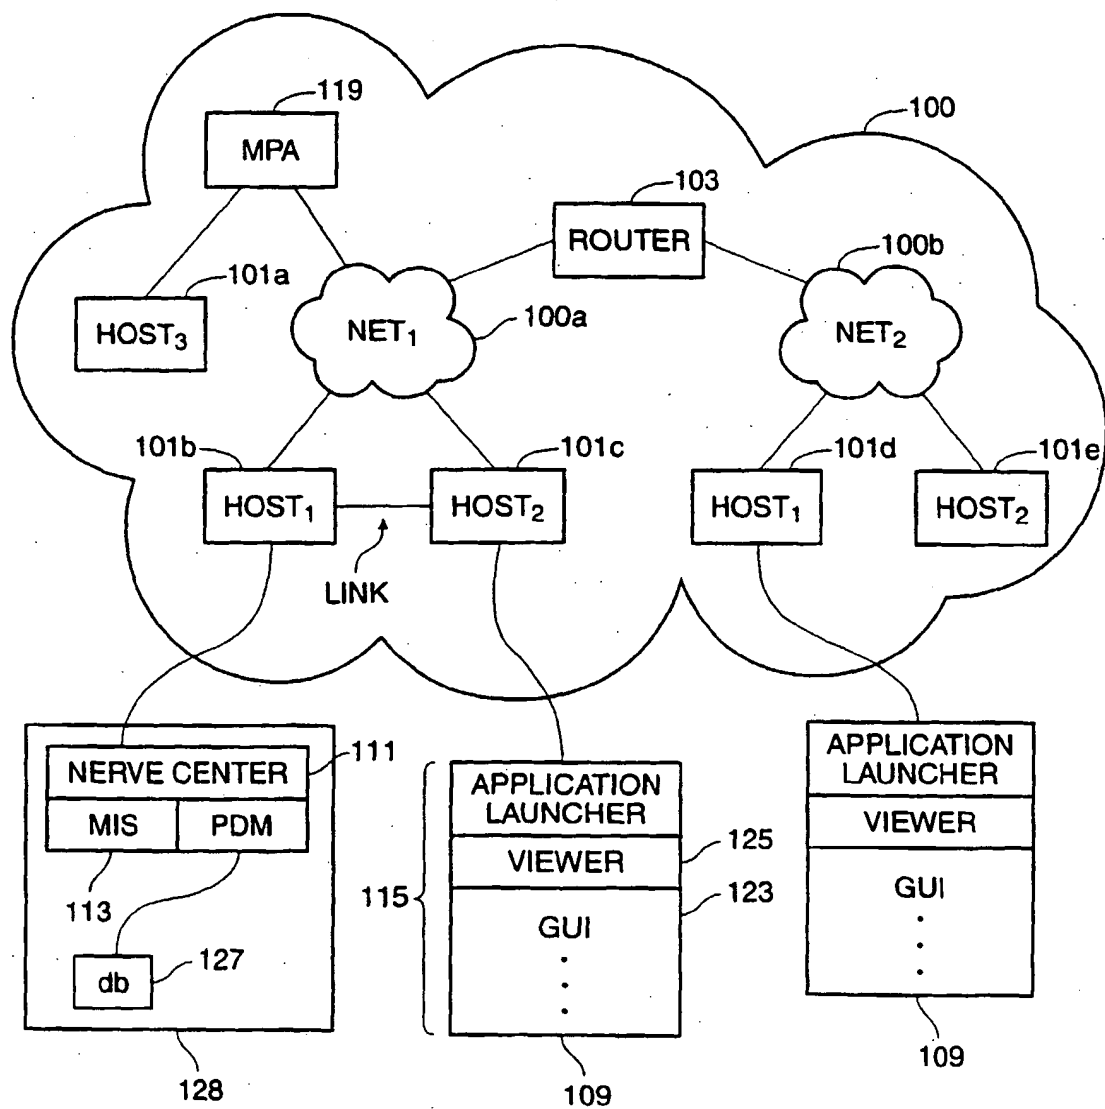 119
MPA
100
103
ROUTER
100b
101a
HOST₃
NET₁
100a
NET₂
101b
101c
101d
101e
HOST₁
HOST₂
HOST₁
HOST₂
LINK
NERVE CENTER
111
MIS
PDM
113
db
127
128
APPLICATION
LAUNCHER
VIEWER
125
115
123
GUI
109
APPLICATION
LAUNCHER
VIEWER
GUI
109